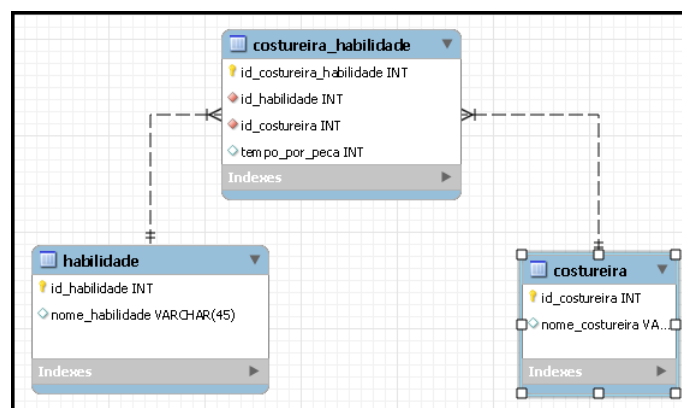 costureira_habilidade
id_costureira_habilidade INT
id_habilidade INT
id_costureira INT
tempo_por_peca INT
Indexes
habilidade
id_habilidade INT
nome_habilidade VARCHAR(45)
Indexes
costureira
id_costureira INT
nome_costureira VA...
Indexes